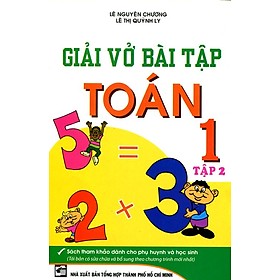 LÊ NGUYÊN CHƯƠNG
LÊ THỊ QUỲNH LY
GIẢI VỞ BÀI TẬP
TOÁN 1
TẬP 2
5 =
2 × 3
Sách tham khảo dành cho phụ huynh và học sinh
(Tái bản có sửa chữa và bổ sung theo chương trình mới nhất)
NHÀ XUẤT BẢN TỔNG HỢP THÀNH PHỐ HỒ CHÍ MINH